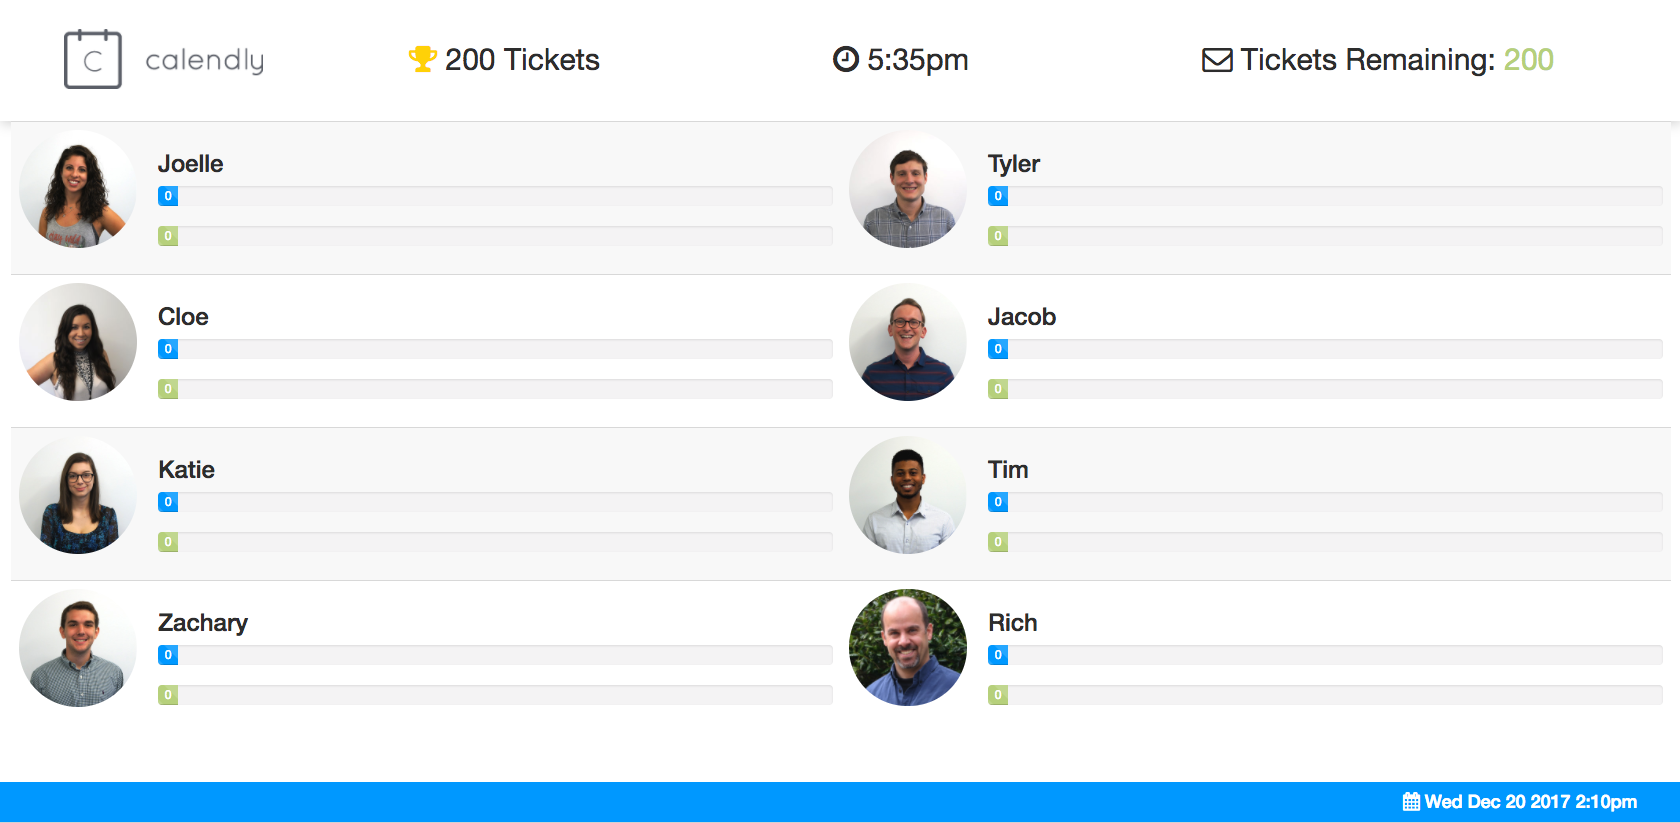 C calendly
200 Tickets
5:35pm
Tickets Remaining: 200
Joelle
0
0
Tyler
0
0
Cloe
0
0
Jacob
0
0
Katie
0
0
Tim
0
0
Zachary
0
0
Rich
0
0
Wed Dec 20 2017 2:10pm